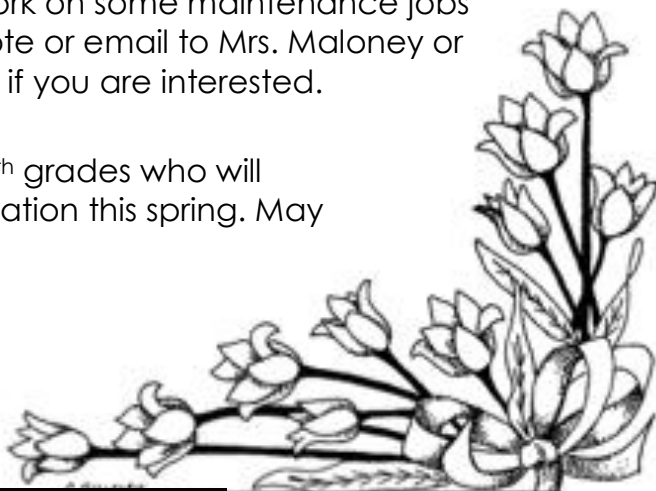 ork on some maintenance jobs
ote or email to Mrs. Maloney or
if you are interested.
th grades who will
ation this spring. May